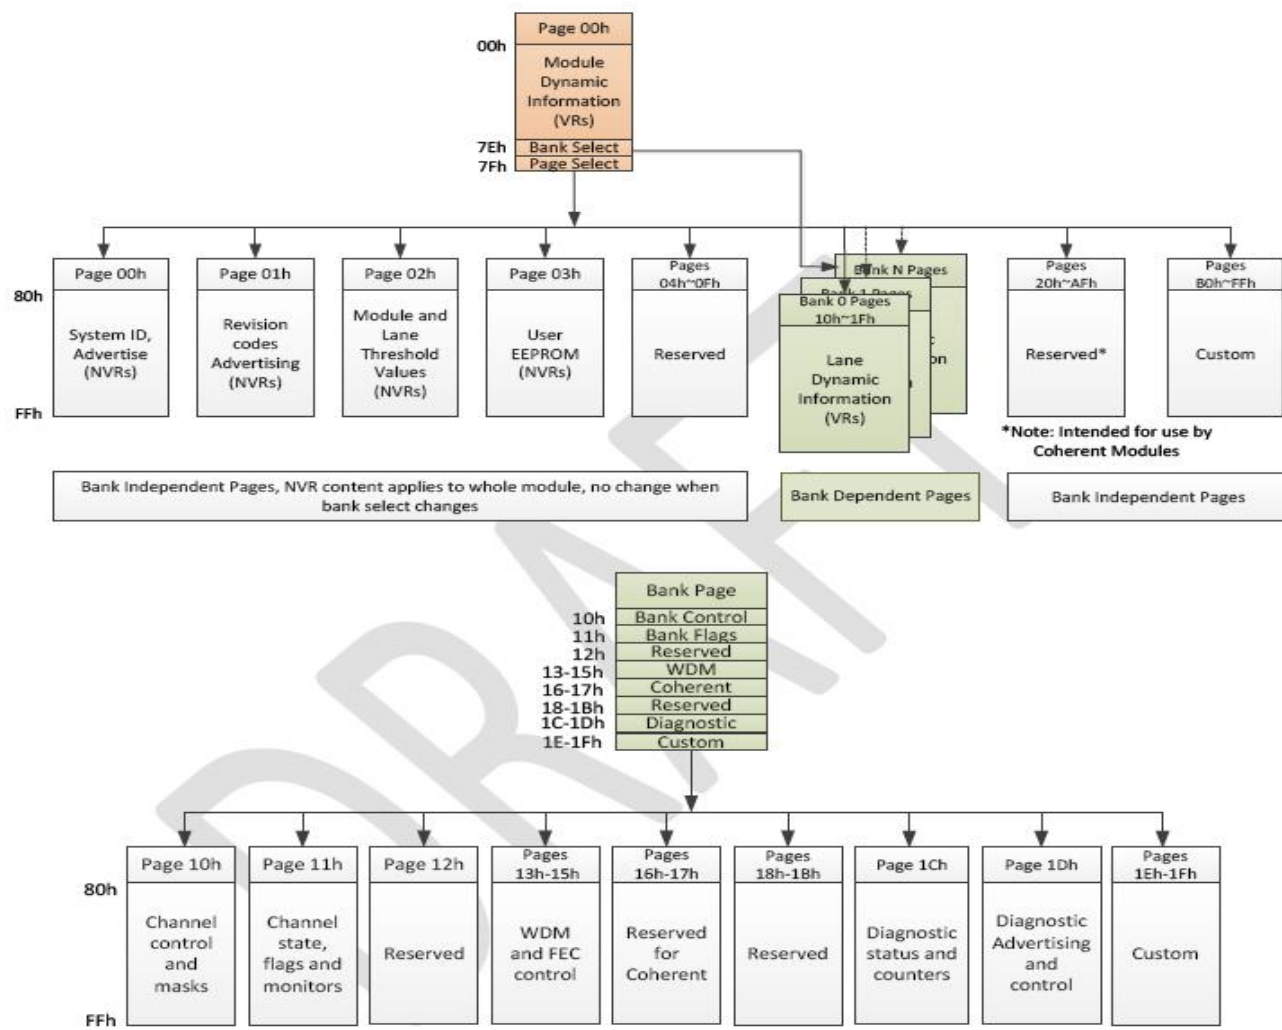 Page 00h
00h
Module
Dynamic
Information
(VRs)
7Eh
Bank Select
7Fh
Page Select
Page 00h
Page 01h
Page 02h
Page 03h
Pages
04h~0Fh
Bank N Pages
Bank 1 Pages
Bank 0 Pages
10h~1Fh
Pages
20h~AFh
Pages
B0h~FFh
80h
System ID,
Advertise
(NVRs)
Revision
codes
Advertising
(NVRs)
Module and
Lane
Threshold
Values
(NVRs)
User
EEPROM
(NVRs)
Reserved
Lane
Dynamic
Information
(VRs)
Reserved*
Custom
FFh
*Note: Intended for use by
Coherent Modules
Bank Independent Pages, NVR content applies to whole module, no change when
bank select changes
Bank Dependent Pages
Bank Independent Pages
Bank Page
10h
Bank Control
11h
Bank Flags
12h
Reserved
13-15h
WDM
16-17h
Coherent
18-1Bh
Reserved
1C-1Dh
Diagnostic
1E-1Fh
Custom
Page 10h
Page 11h
Page 12h
Pages
13h-15h
Pages
16h-17h
Pages
18h-1Bh
Page 1Ch
Page 1Dh
Pages
1Eh-1Fh
80h
Channel
control
and
masks
Channel
state,
flags and
monitors
Reserved
WDM
and FEC
control
Reserved
for
Coherent
Reserved
Diagnostic
status and
counters
Diagnostic
Advertising
and
control
Custom
FFh
DRAFT